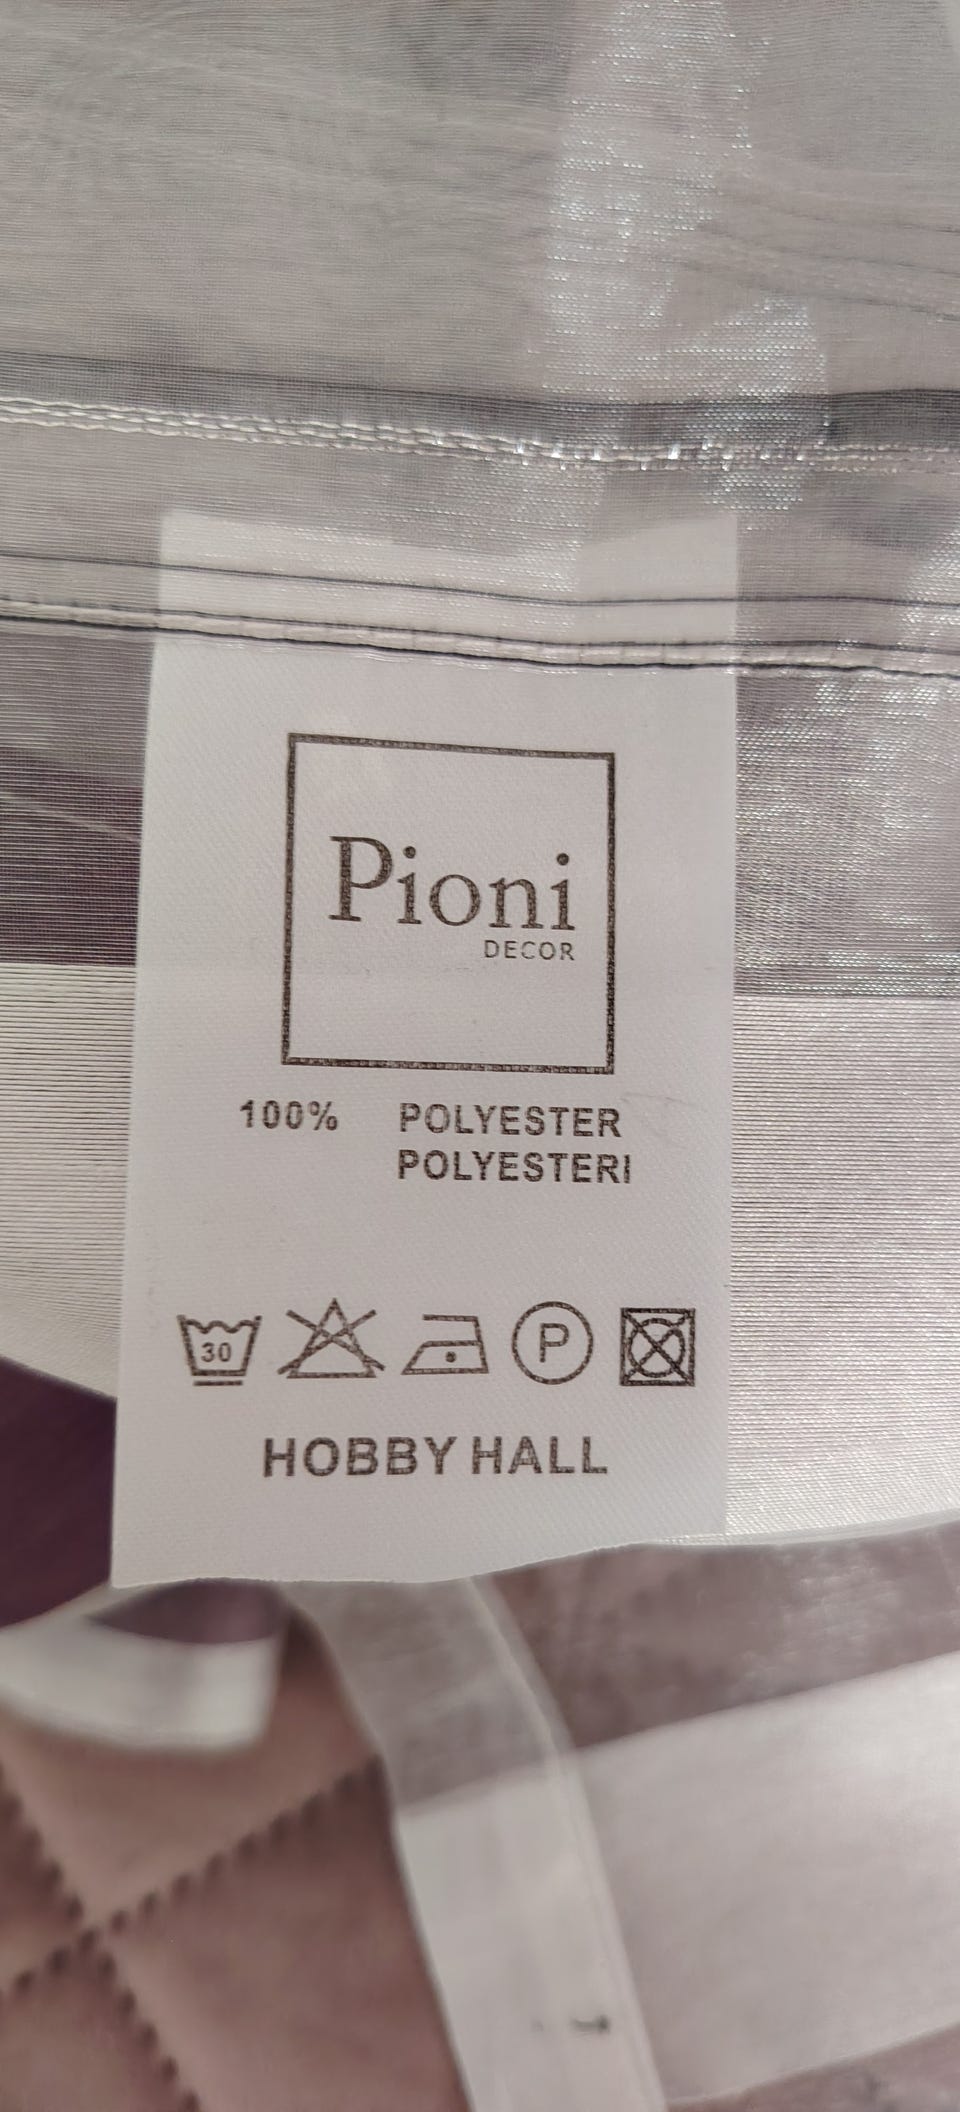 Pioni
DECOR
100% POLYESTER
POLYESTERI
30
P
HOBBY HALL